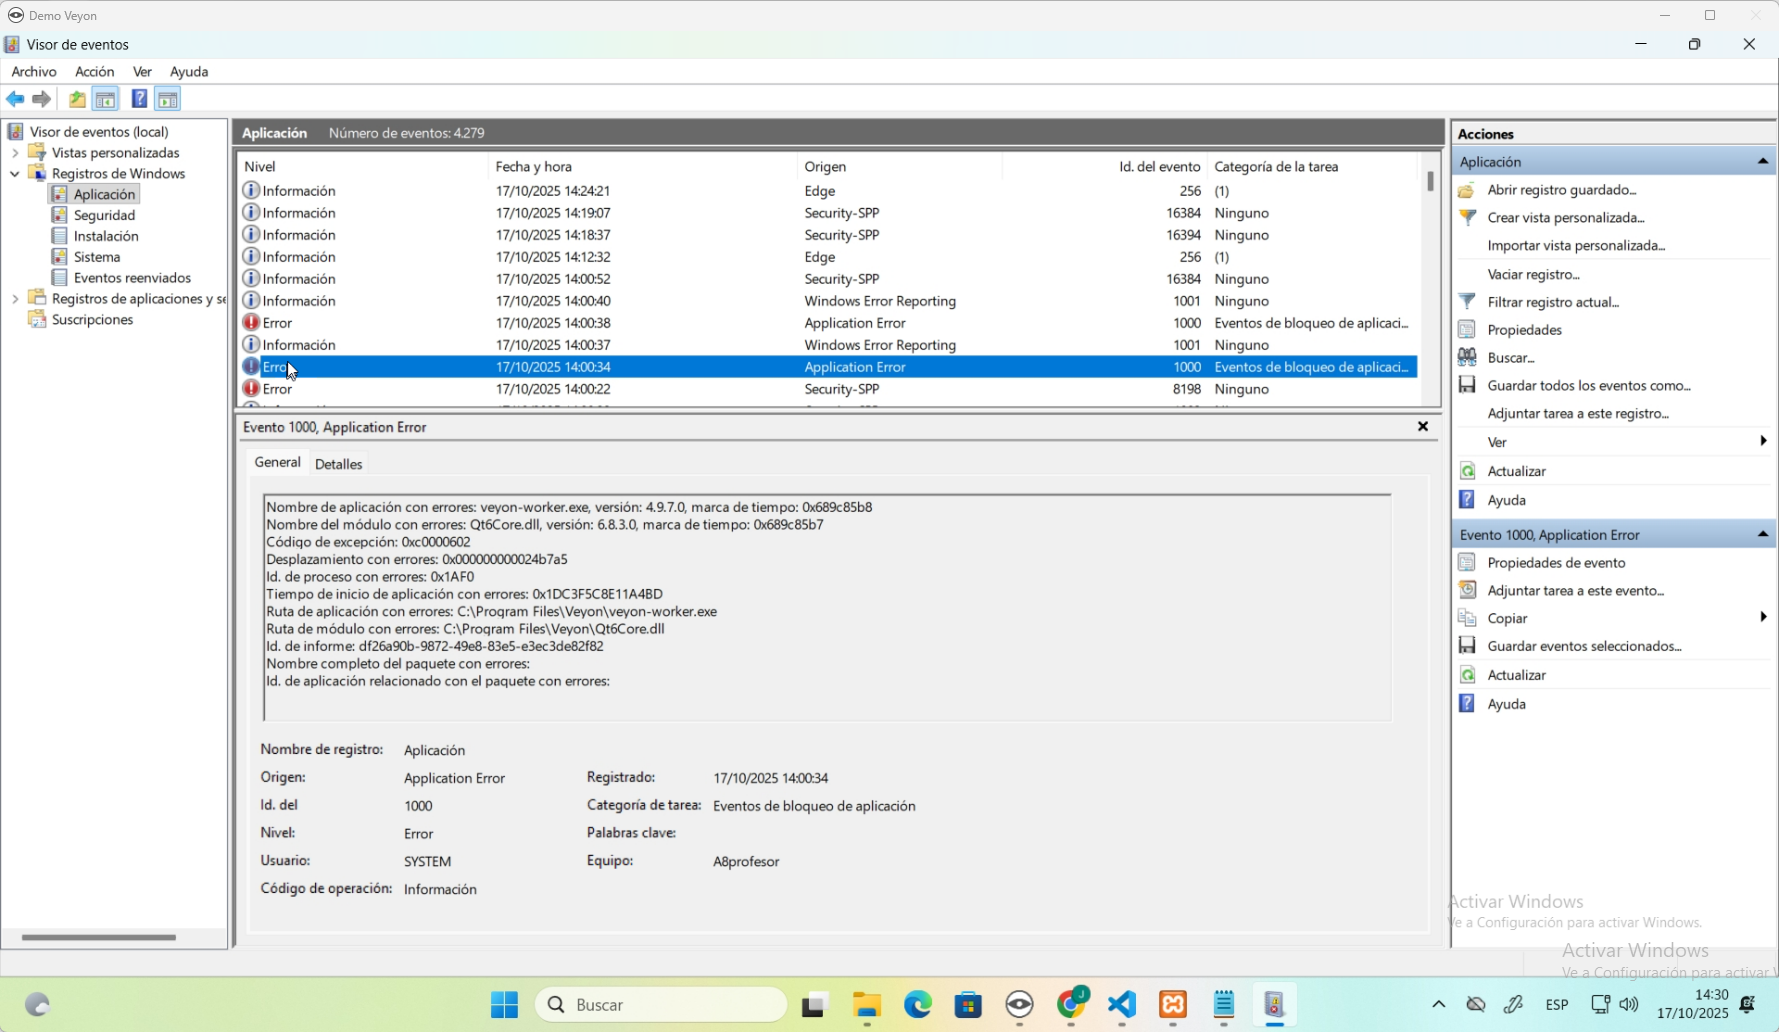 Demo Veyon
Visor de eventos
Archivo Acción Ver Ayuda
Visor de eventos (local)
Vistas personalizadas
Registros de Windows
Aplicación
Seguridad
Instalación
Sistema
Eventos reenviados
Registros de aplicaciones y se
Suscripciones
Aplicación Número de eventos: 4.279
Nivel Fecha y hora Origen Id. del evento Categoría de la tarea
Información 17/10/2025 14:24:21 Edge 256 (1)
Información 17/10/2025 14:19:07 Security-SPP 16384 Ninguno
Información 17/10/2025 14:18:37 Security-SPP 16394 Ninguno
Información 17/10/2025 14:12:32 Edge 256 (1)
Información 17/10/2025 14:00:52 Security-SPP 16384 Ninguno
Información 17/10/2025 14:00:40 Windows Error Reporting 1001 Ninguno
Error 17/10/2025 14:00:38 Application Error 1000 Eventos de bloqueo de aplicaci...
Información 17/10/2025 14:00:37 Windows Error Reporting 1001 Ninguno
Error 17/10/2025 14:00:34 Application Error 1000 Eventos de bloqueo de aplicaci...
Error 17/10/2025 14:00:22 Security-SPP 8198 Ninguno
Evento 1000, Application Error
General Detalles
Nombre de aplicación con errores: veyon-worker.exe, versión: 4.9.7.0, marca de tiempo: 0x689c85b8
Nombre del módulo con errores: Qt6Core.dll, versión: 6.8.3.0, marca de tiempo: 0x689c85b7
Código de excepción: 0xc0000602
Desplazamiento con errores: 0x000000000024b7a5
Id. de proceso con errores: 0x1AF0
Tiempo de inicio de aplicación con errores: 0x1DC3F5C8E11A4BD
Ruta de aplicación con errores: C:\Program Files\Veyon\veyon-worker.exe
Ruta de módulo con errores: C:\Program Files\Veyon\Qt6Core.dll
Id. de informe: df26a90b-9872-49e8-83e5-e3ec3de82f82
Nombre completo del paquete con errores:
Id. de aplicación relacionado con el paquete con errores:
Nombre de registro: Aplicación
Origen: Application Error Registrado: 17/10/2025 14:00:34
Id. del 1000 Categoría de tarea: Eventos de bloqueo de aplicación
Nivel: Error Palabras clave:
Usuario: SYSTEM Equipo: A8profesor
Código de operación: Información
Acciones
Aplicación
Abrir registro guardado...
Crear vista personalizada...
Importar vista personalizada...
Vaciar registro...
Filtrar registro actual...
Propiedades
Buscar...
Guardar todos los eventos como...
Adjuntar tarea a este registro...
Ver
Actualizar
Ayuda
Evento 1000, Application Error
Propiedades de evento
Adjuntar tarea a este evento...
Copiar
Guardar eventos seleccionados...
Actualizar
Ayuda
Activar Windows
Ve a Configuración para activar Windows.
Activar Windows
Ve a Configuración para activar
Buscar
J
ESP
14:30
17/10/2025